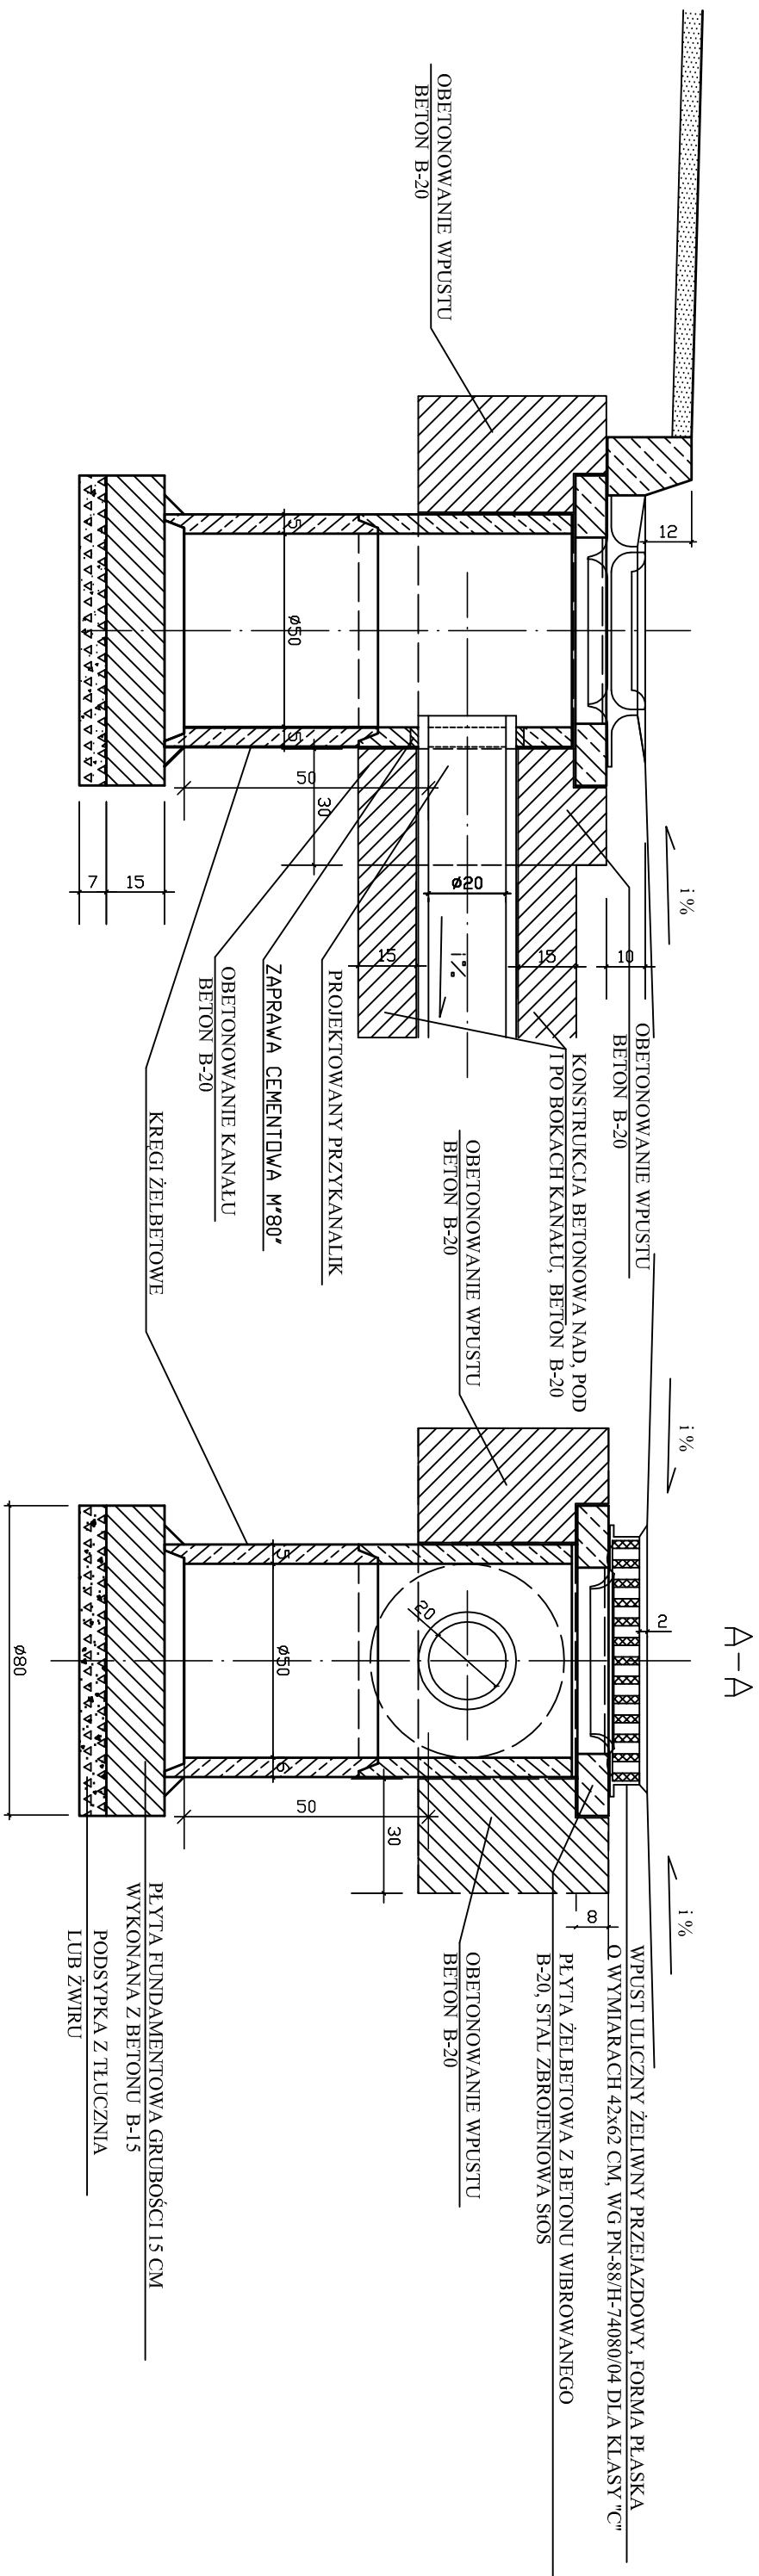 A-A
OBETONOWANIE WPUSTU
BETON B-20
12
i %
10
OBETONOWANIE WPUSTU
BETON B-20
KONSTRUKCJA BETONOWA NAD, POD
I PO BOKACH KANAŁU, BETON B-20
5
ø50
5
50
30
ø20
15
15
i%
7
15
PROJEKTOWANY PRZYKANALIK
ZAPRAWA CEMENTOWA M"80"
OBETONOWANIE KANAŁU
BETON B-20
KRĘGI ŻELBETOWE
OBETONOWANIE WPUSTU
BETON B-20
i %
2
i %
20
5
ø50
6
50
30
8
ø80
WPUST ULICZNY ŻELIWNY PRZEJAZDOWY, FORMA PŁASKA
O WYMIARACH 42x62 CM, WG PN-88/H-74080/04 DLA KLASY "C"
PŁYTA ŻELBETOWA Z BETONU WIBROWANEGO
B-20, STAL ZBROJENIOWA StOS
OBETONOWANIE WPUSTU
BETON B-20
PŁYTA FUNDAMENTOWA GRUBOŚCI 15 CM
WYKONANA Z BETONU B-15
PODSYPKA Z TŁUCZNIA
LUB ŻWIRU